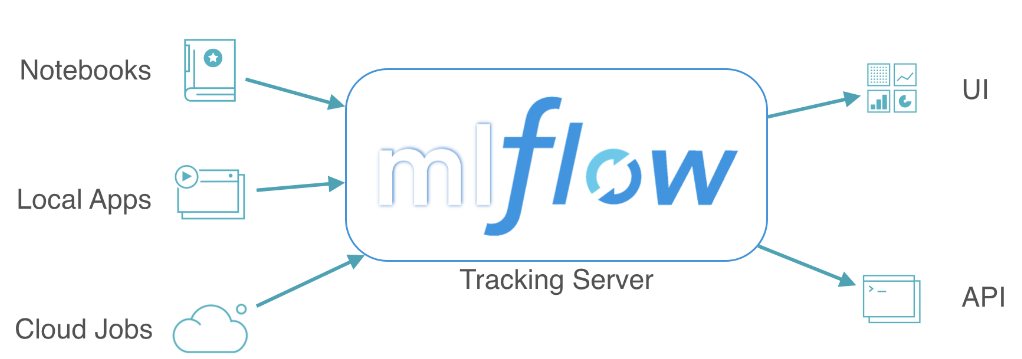 Notebooks
Local Apps
Cloud Jobs
mlflow
Tracking Server
UI
>_
API